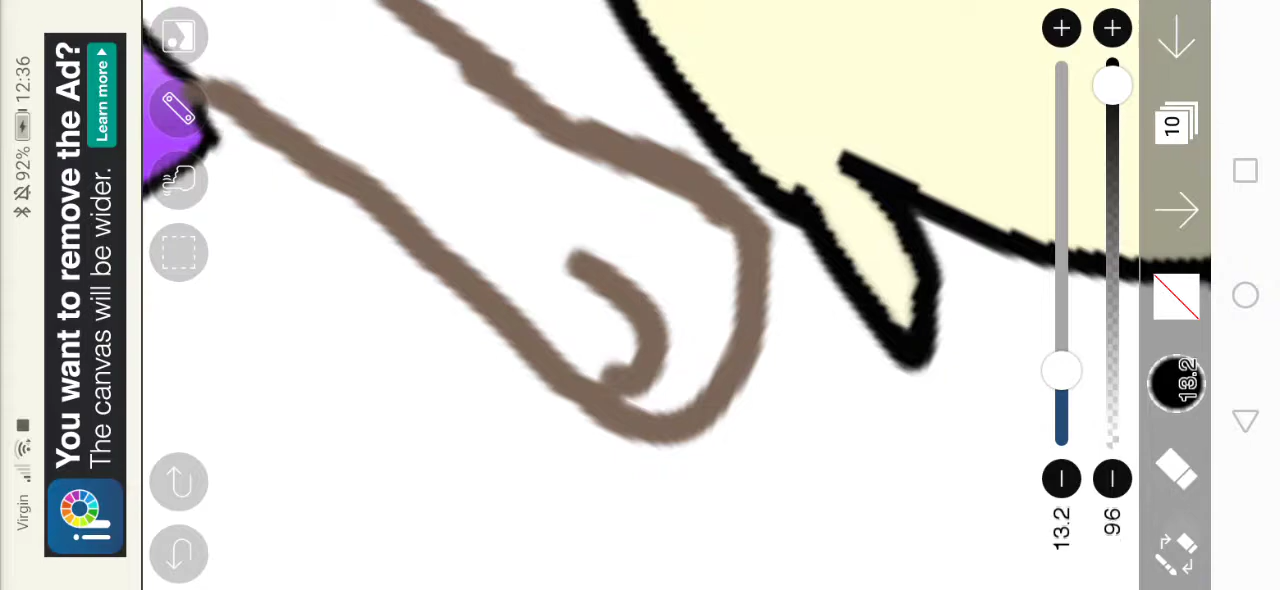 Virgin 92% 12:36
You want to remove the Ad?
The canvas will be wider.
Learn more
iP
10
13.2
13.2
96